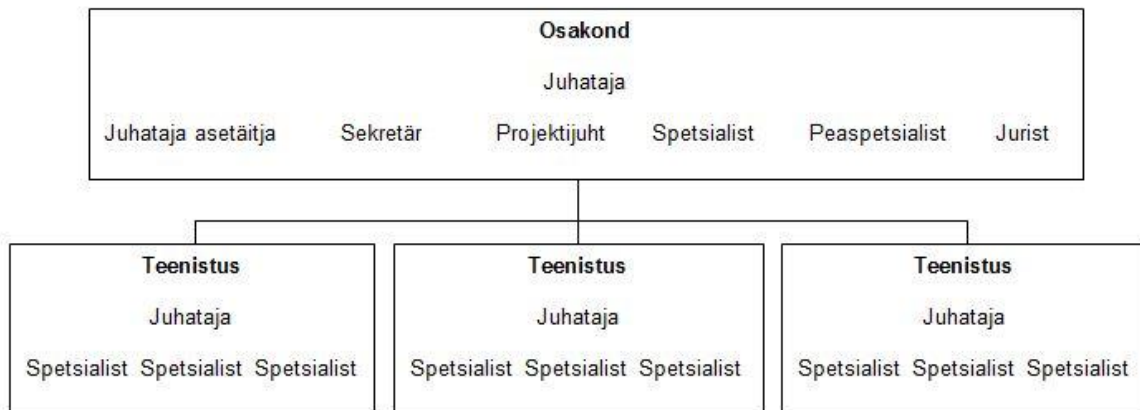 Osakond
Juhataja
Juhataja asetäitja Sekretär Projektijuht Spetsialist Peaspetsialist Jurist
Teenistus
Juhataja
Spetsialist Spetsialist Spetsialist
Teenistus
Juhataja
Spetsialist Spetsialist Spetsialist
Teenistus
Juhataja
Spetsialist Spetsialist Spetsialist